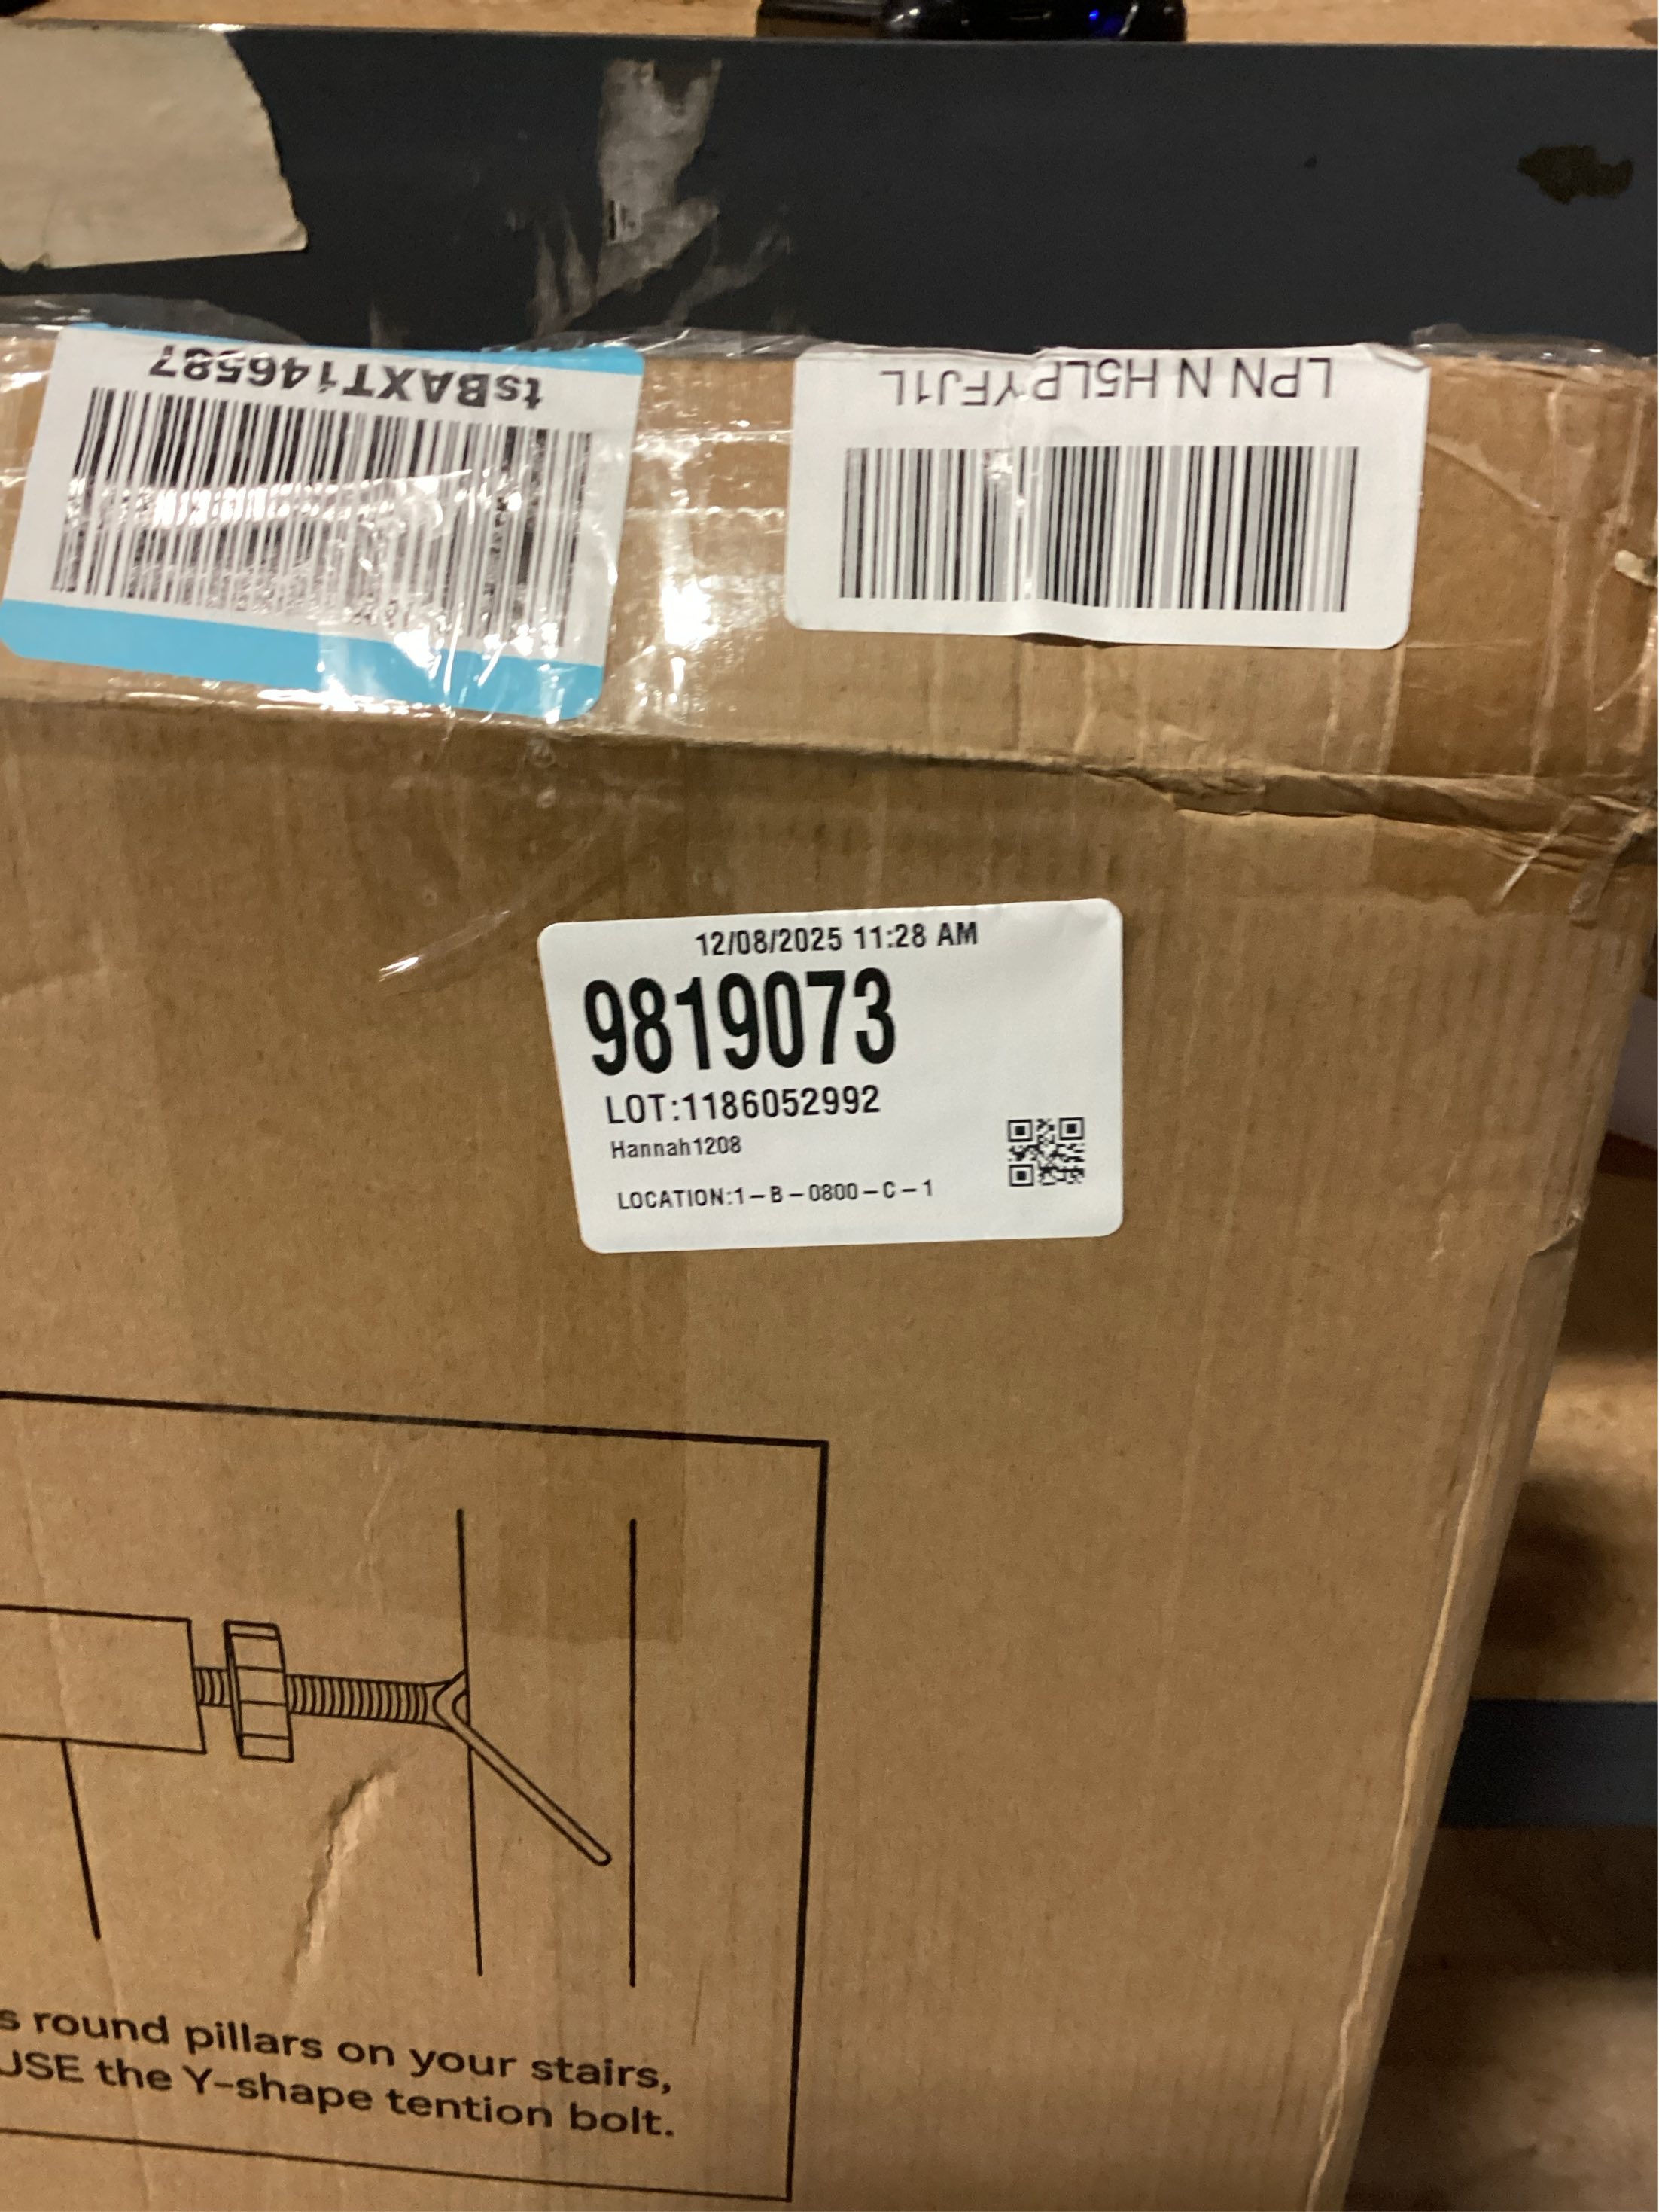 tsBAXT146587
LPN N H5LPYFJ1L
12/08/2025 11:28 AM
9819073
LOT:1186052992
Hannah1208
LOCATION:1-B-0800-C-1
s round pillars on your stairs,
USE the Y-shape tention bolt.